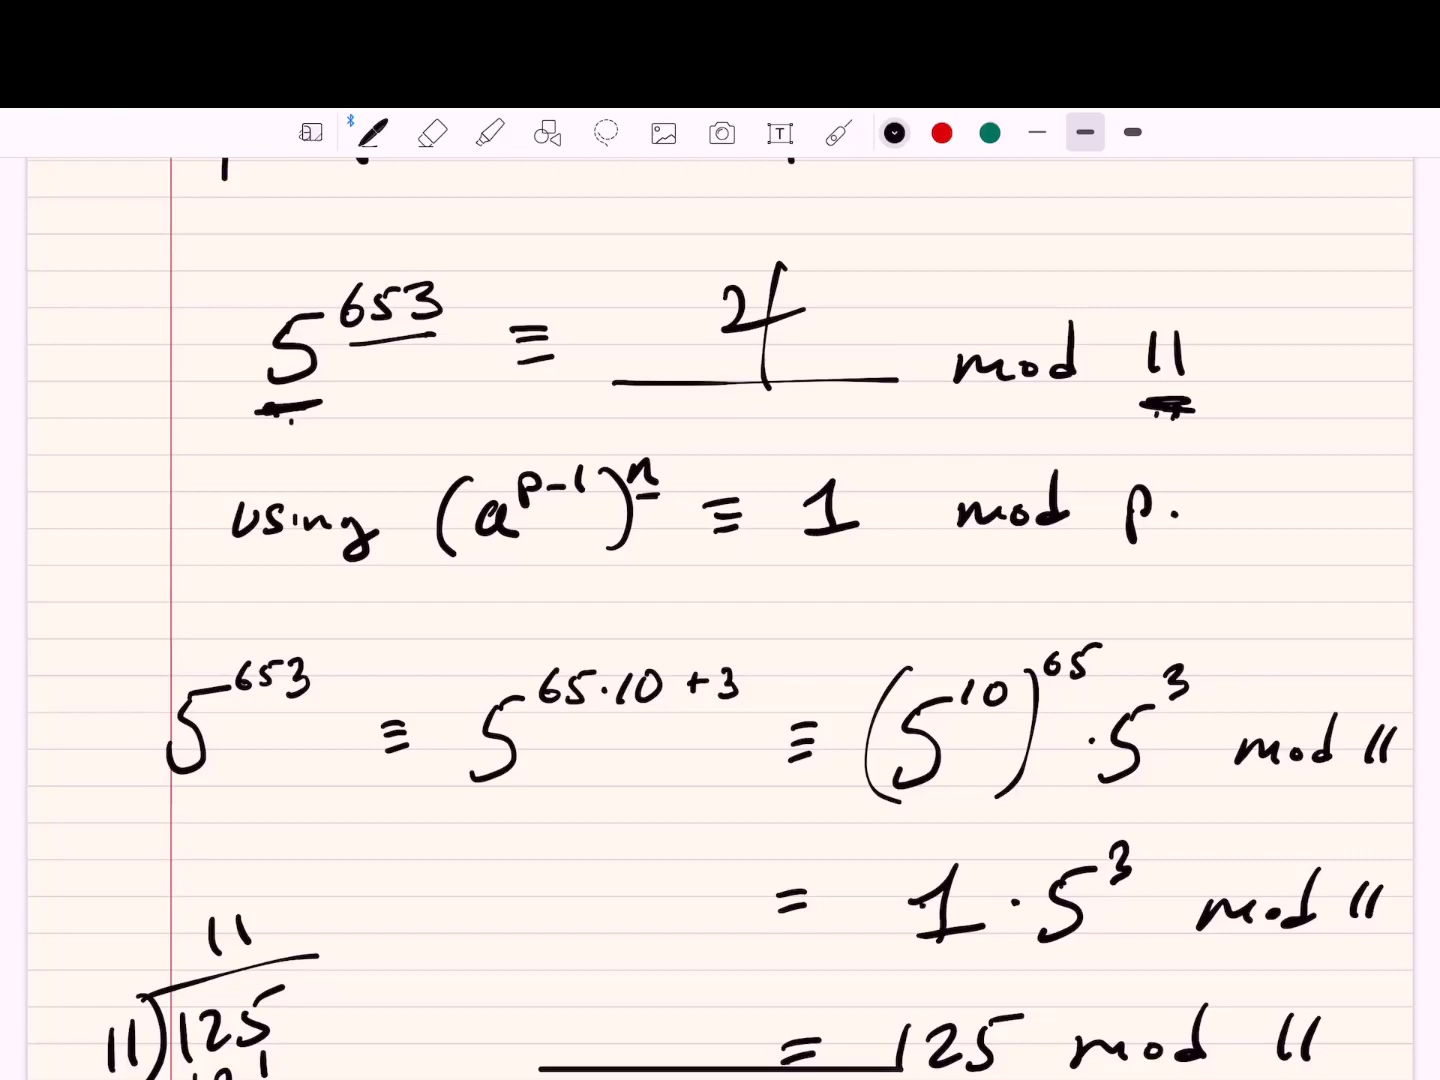 5^653 ≡ 4 mod 11
using (a^p-1)^n ≡ 1 mod p.
5^653 ≡ 5^65·10+3 ≡ (5^10)^65 · 5^3 mod 11
= 1 · 5^3 mod 11
11
11)125
= 125 mod 11